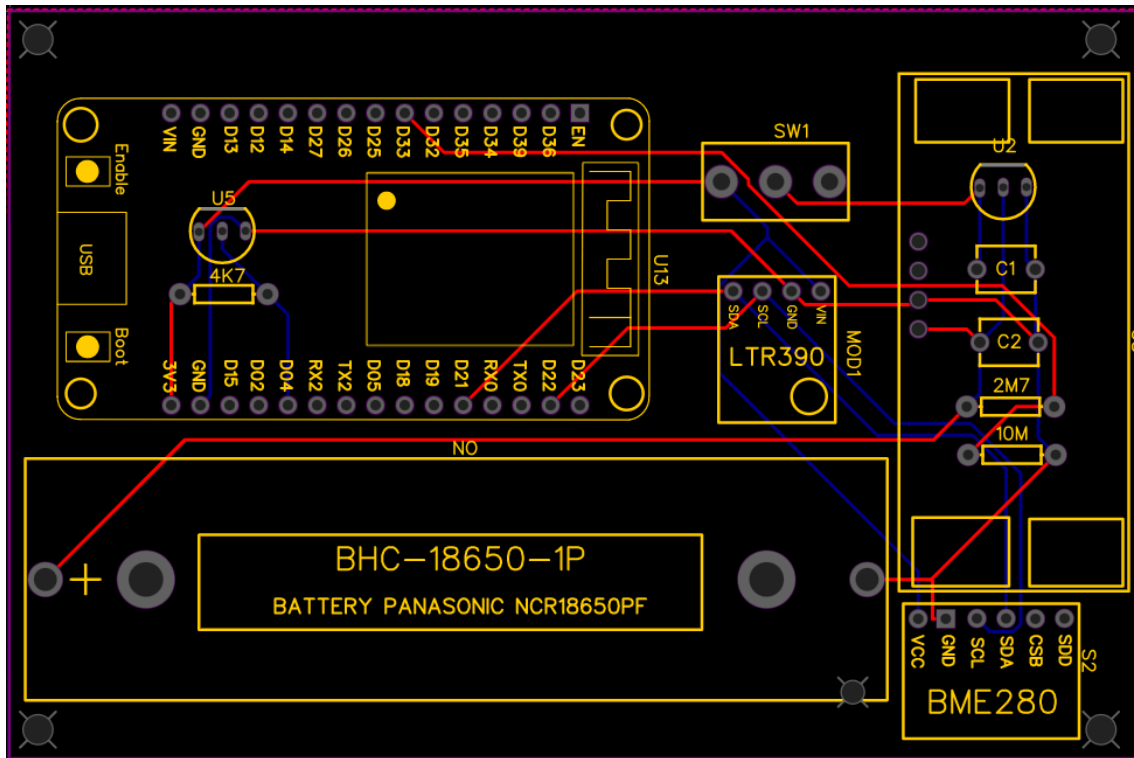 VIN GND D13 D12 D14 D27 D26 D25 D33 D32 D35 D34 D39 D36 EN
Enable
U5
USB
4K7
Boot
U13
3V3 GND D15 D02 D04 RX2 TX2 D05 D18 D19 D21 RX0 TX0 D22 D23
SW1
U2
C1
C2
SDA SCL GND VIN
LTR390
MOD1
2M7
10M
NO
+
BHC-18650-1P
BATTERY PANASONIC NCR18650PF
VCC GND SCL SDA CSB SDD
S2
BME280